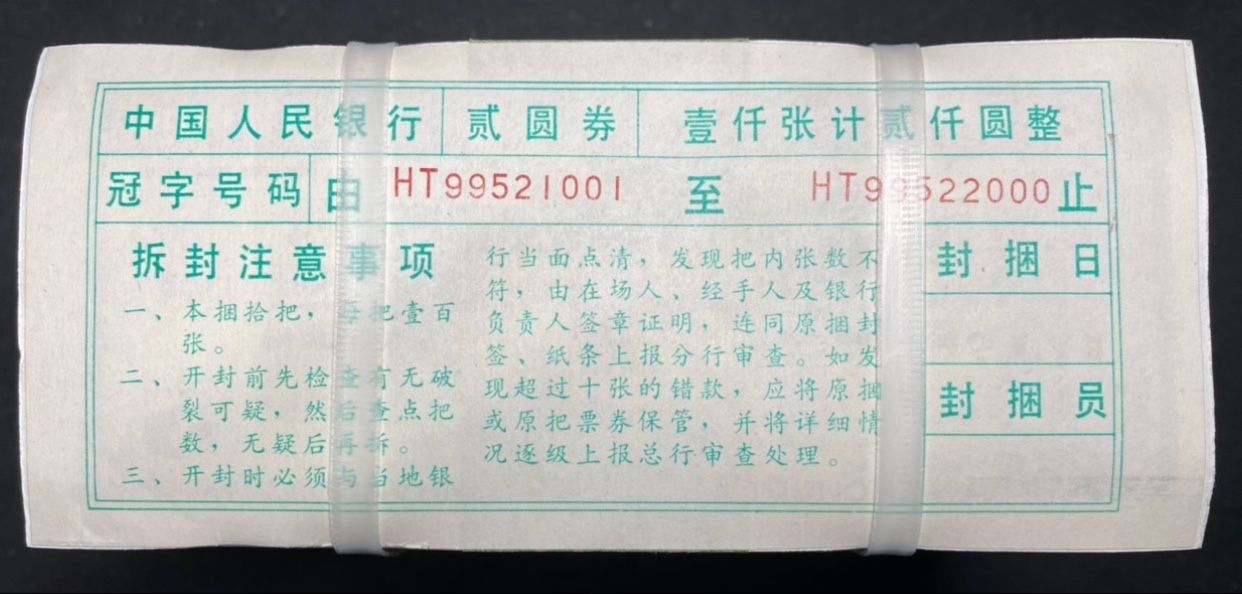 中国人民银行 贰圆券 壹仟张计贰仟圆整
冠字号码 由 HT99521001 至 HT99522000 止
拆封注意事项
一、本捆拾把，每把壹百
张。
二、开封前先检查有无破
裂可疑，然后查点把
数，无疑后再拆。
三、开封时必须与当地银
行当面点清，发现把内张数不
符，由在场人、经手人及银行
负责人签章证明，连同原捆封
签、纸条上报分行审查。如发
现超过十张的错款，应将原捆
或原把票券保管，并将详细情
况逐级上报总行审查处理。
封捆日
封捆员